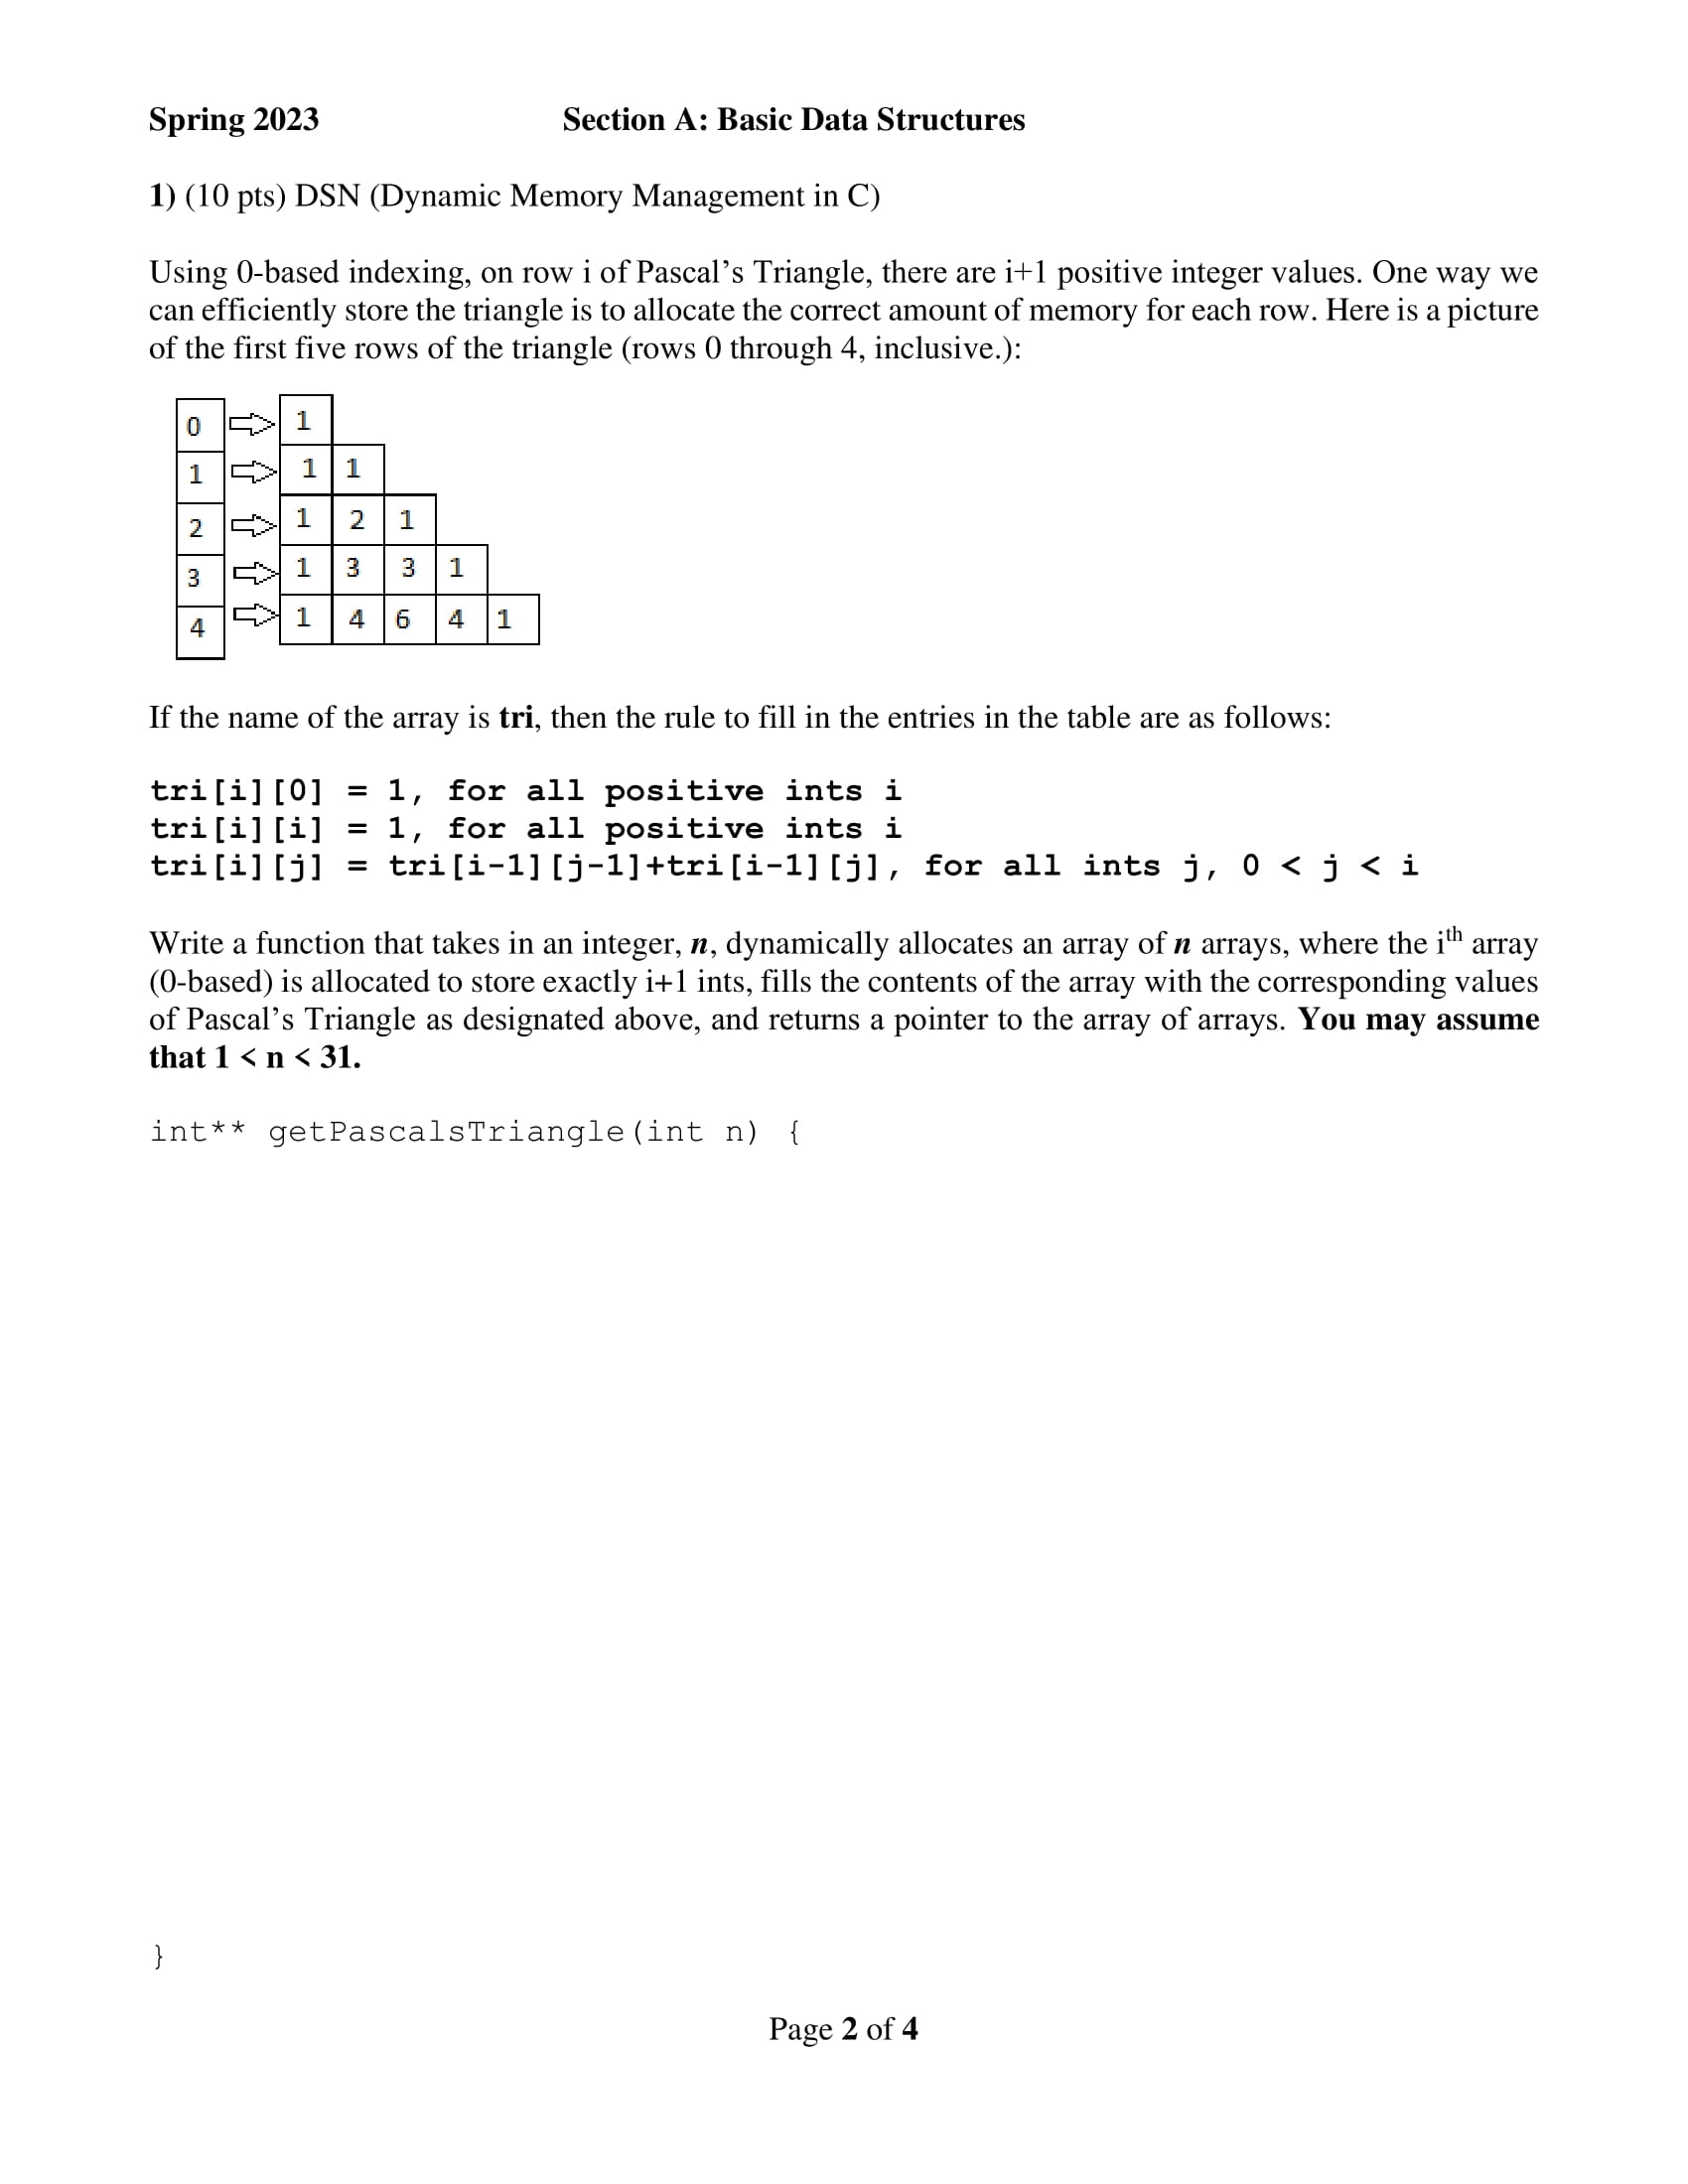 Spring 2023 Section A: Basic Data Structures
1) (10 pts) DSN (Dynamic Memory Management in C)
Using 0-based indexing, on row i of Pascal’s Triangle, there are i+1 positive integer values. One way we
can efficiently store the triangle is to allocate the correct amount of memory for each row. Here is a picture
of the first five rows of the triangle (rows 0 through 4, inclusive.):
0 1
1 1 1
2 1 2 1
3 1 3 3 1
4 1 4 6 4 1
If the name of the array is tri, then the rule to fill in the entries in the table are as follows:
tri[i][0] = 1, for all positive ints i
tri[i][i] = 1, for all positive ints i
tri[i][j] = tri[i-1][j-1]+tri[i-1][j], for all ints j, 0 < j < i
Write a function that takes in an integer, n, dynamically allocates an array of n arrays, where the ith array
(0-based) is allocated to store exactly i+1 ints, fills the contents of the array with the corresponding values
of Pascal’s Triangle as designated above, and returns a pointer to the array of arrays. You may assume
that 1 < n < 31.
int** getPascalsTriangle(int n) {
}
Page 2 of 4